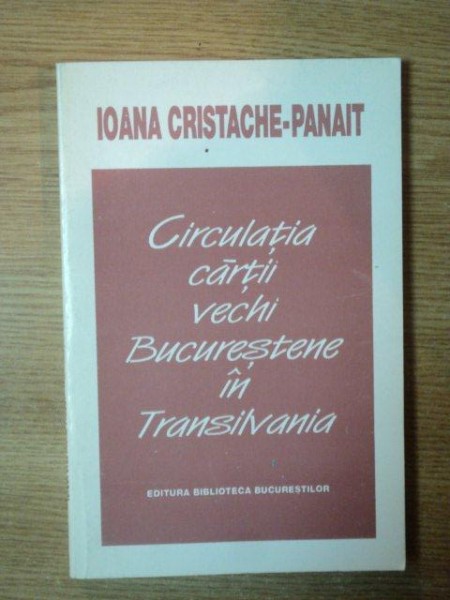 IOANA CRISTACHE-PANAIT
Circulația
cărții
vechi
Bucureștene
în
Transilvania
EDITURA BIBLIOTECA BUCUREȘTILOR